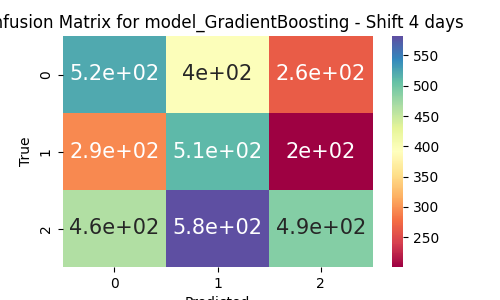 nfusion Matrix for model_GradientBoosting - Shift 4 days
0 5.2e+02 4e+02 2.6e+02
1 2.9e+02 5.1e+02 2e+02
2 4.6e+02 5.8e+02 4.9e+02
True
0 1 2
Predicted
550
500
450
400
350
300
250